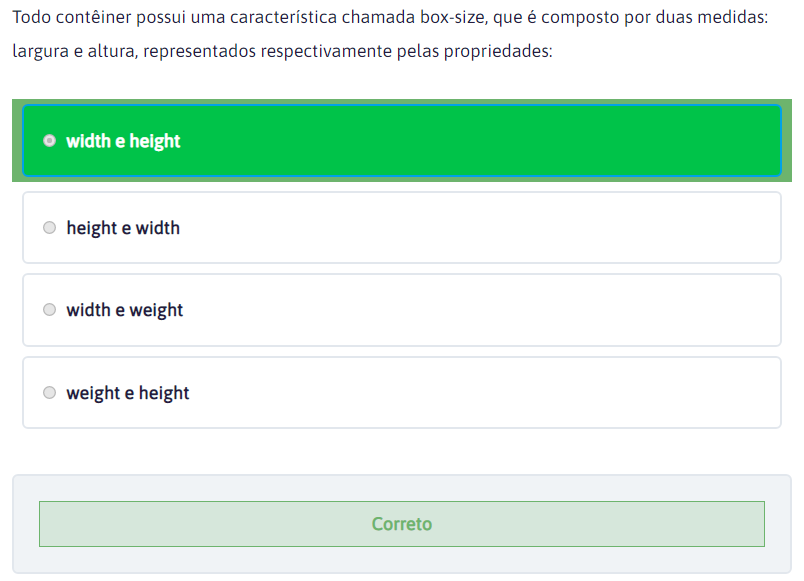 Todo contêiner possui uma característica chamada box-size, que é composto por duas medidas:
largura e altura, representados respectivamente pelas propriedades:
width e height
height e width
width e weight
weight e height
Correto